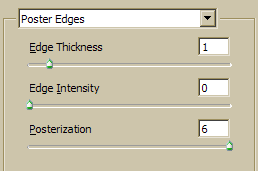 Poster Edges
Edge Thickness 1
Edge Intensity 0
Posterization 6